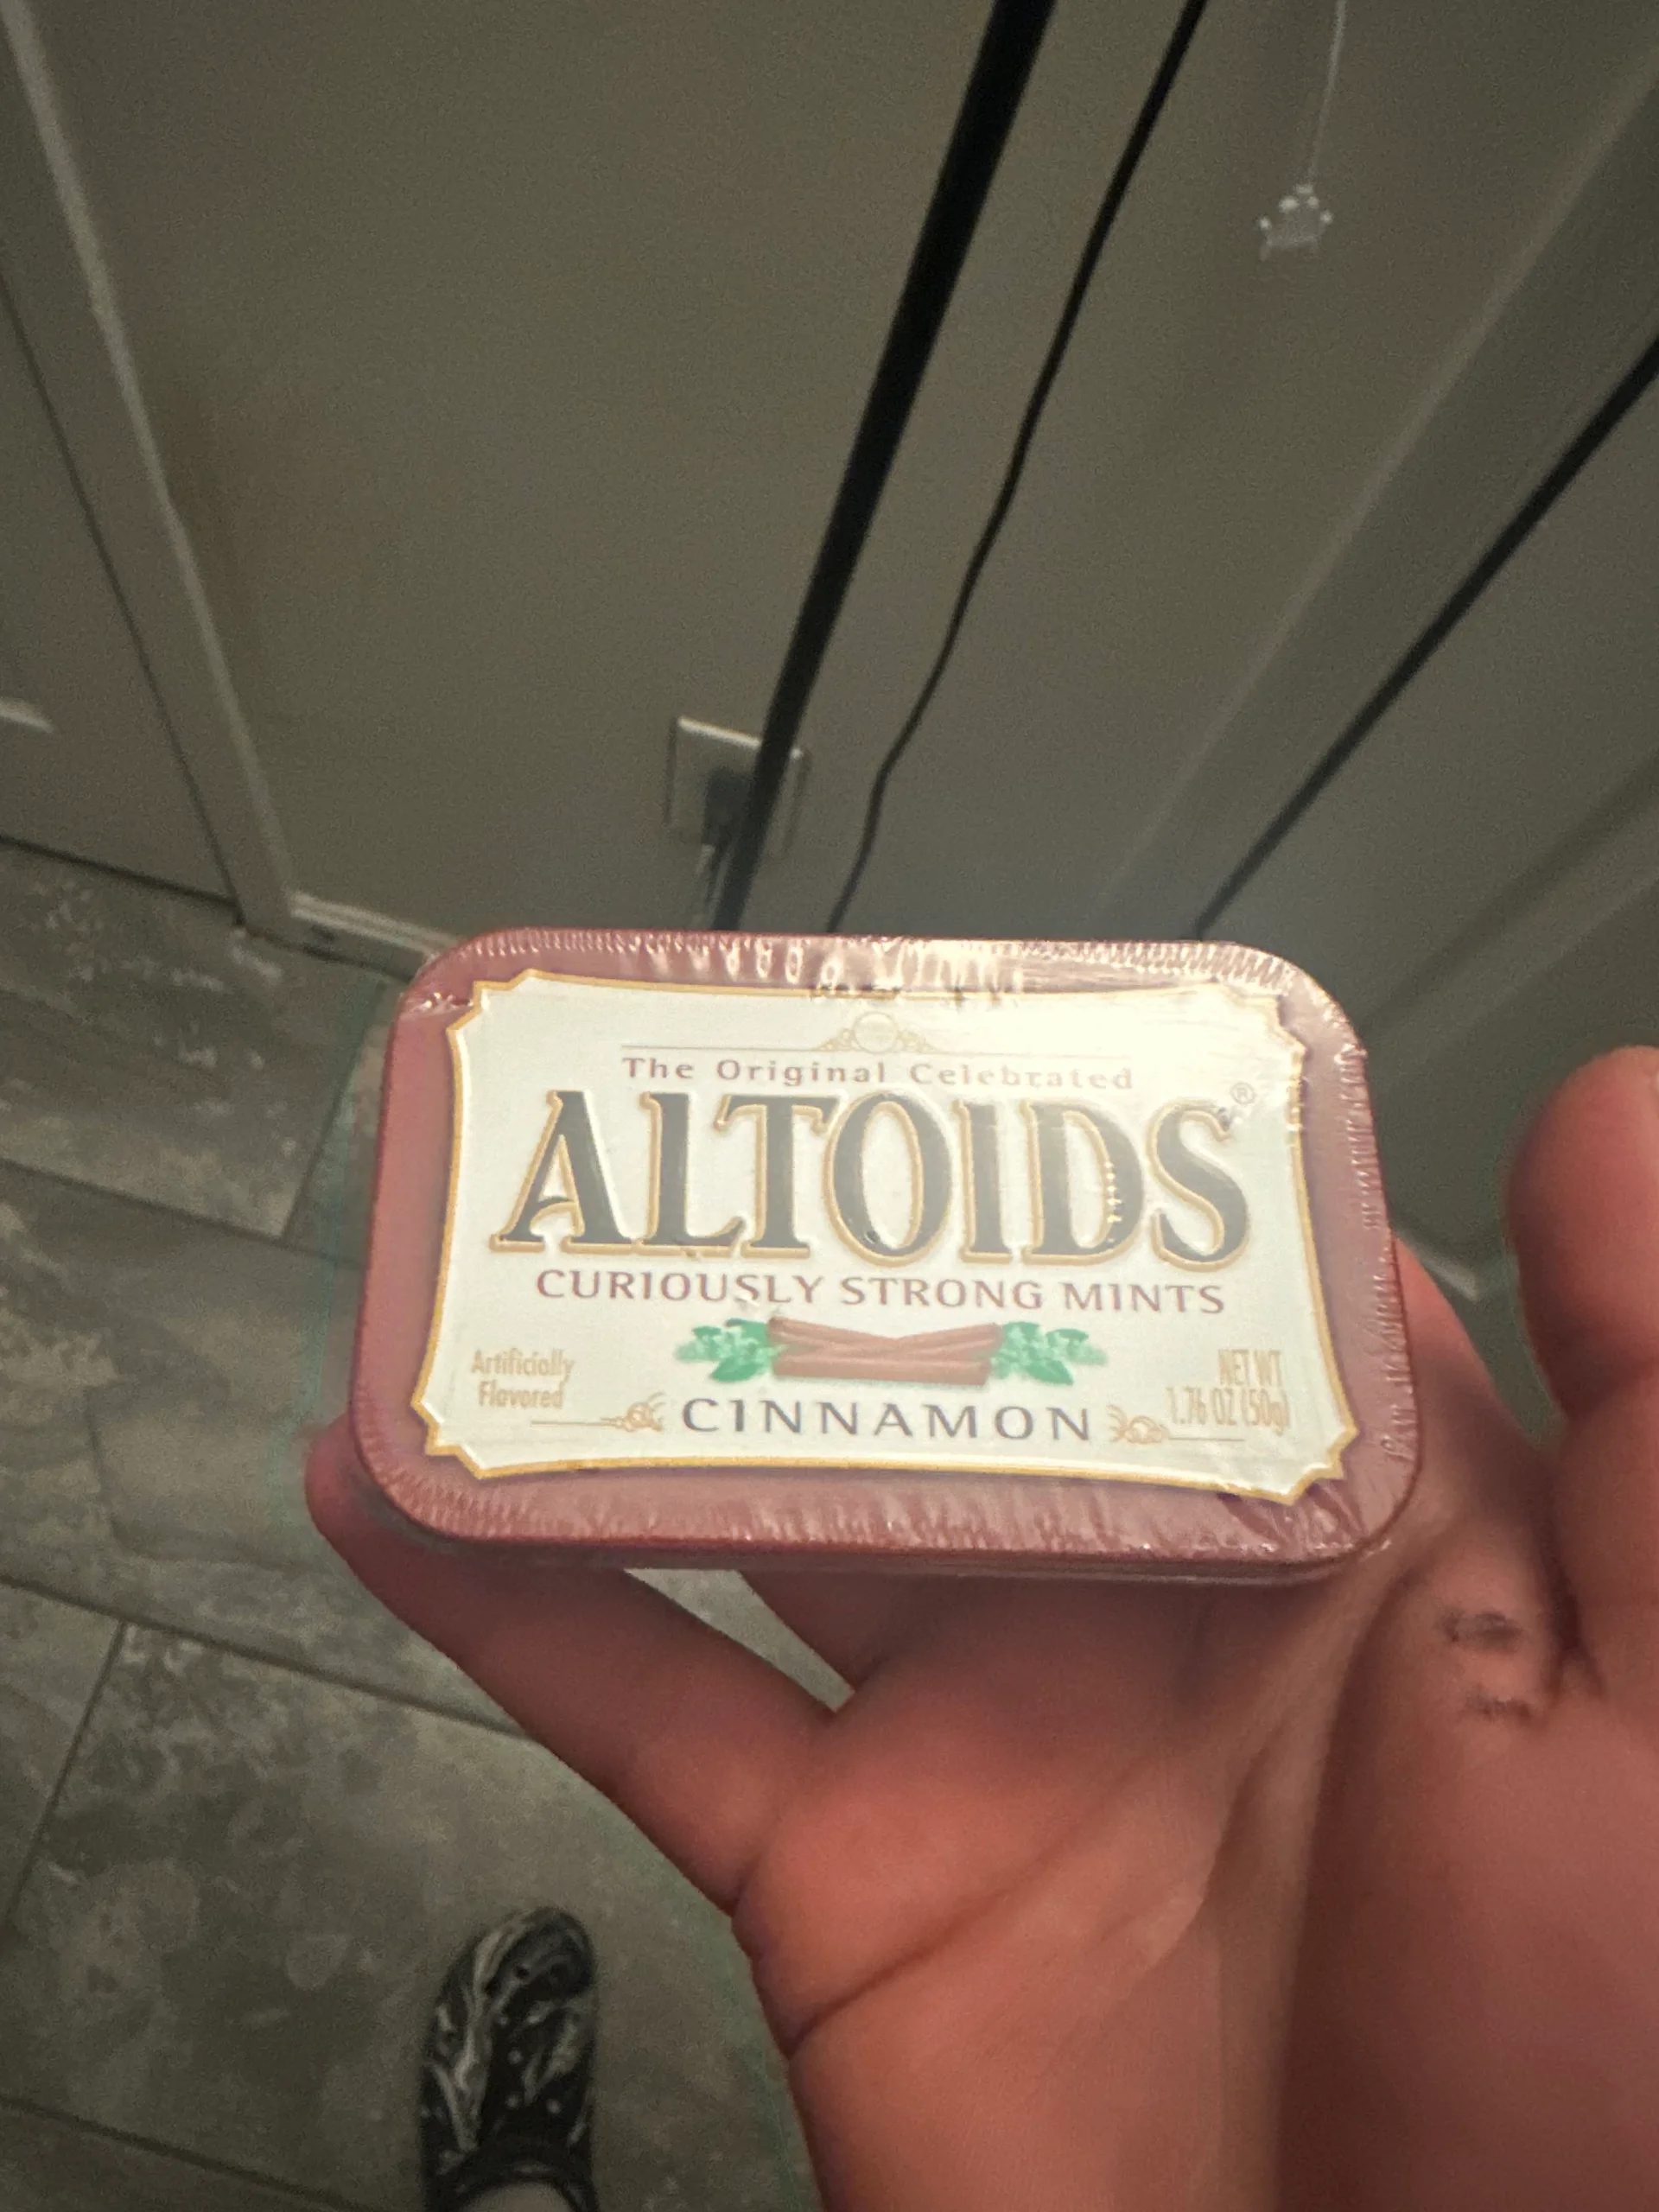 The Original Celebrated
ALTOIDS®
CURIOUSLY STRONG MINTS
Artificially
Flavored
CINNAMON
NET WT
1.76 OZ (50g)